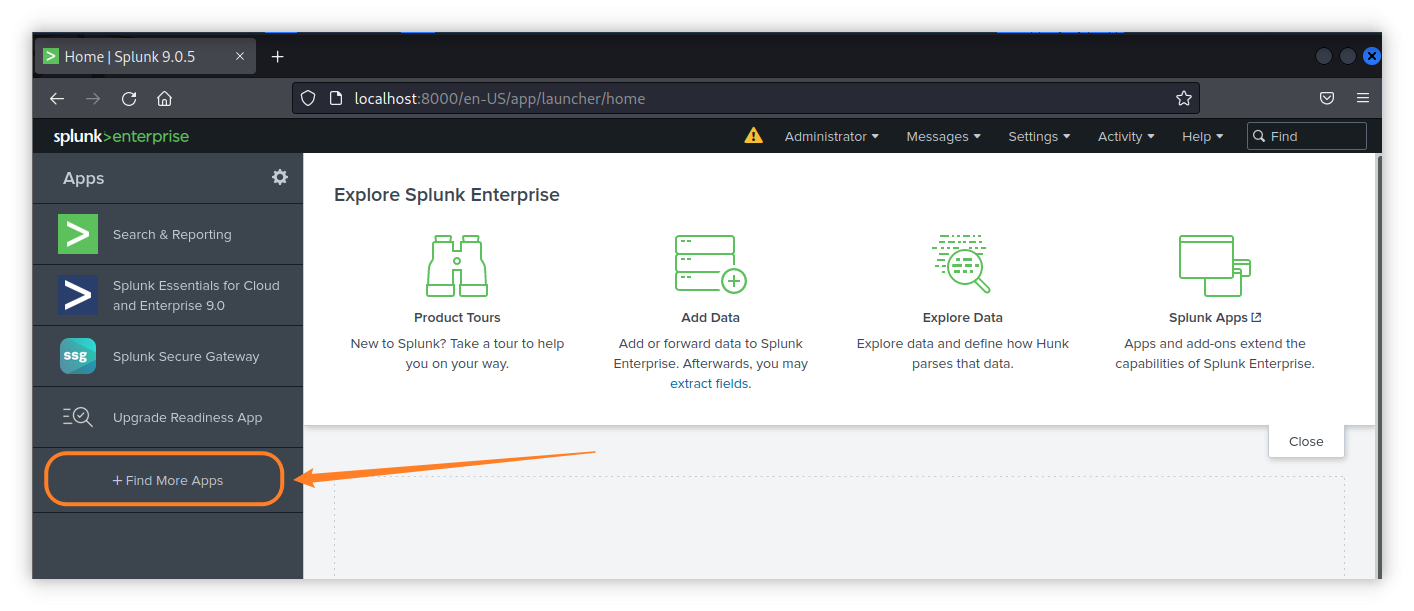 Home | Splunk 9.0.5
localhost:8000/en-US/app/launcher/home
splunk>enterprise
Administrator
Messages
Settings
Activity
Help
Find
Apps
Search & Reporting
Splunk Essentials for Cloud
and Enterprise 9.0
ssg
Splunk Secure Gateway
Upgrade Readiness App
+ Find More Apps
Explore Splunk Enterprise
Product Tours
New to Splunk? Take a tour to help
you on your way.
Add Data
Add or forward data to Splunk
Enterprise. Afterwards, you may
extract fields.
Explore Data
Explore data and define how Hunk
parses that data.
Splunk Apps
Apps and add-ons extend the
capabilities of Splunk Enterprise.
Close